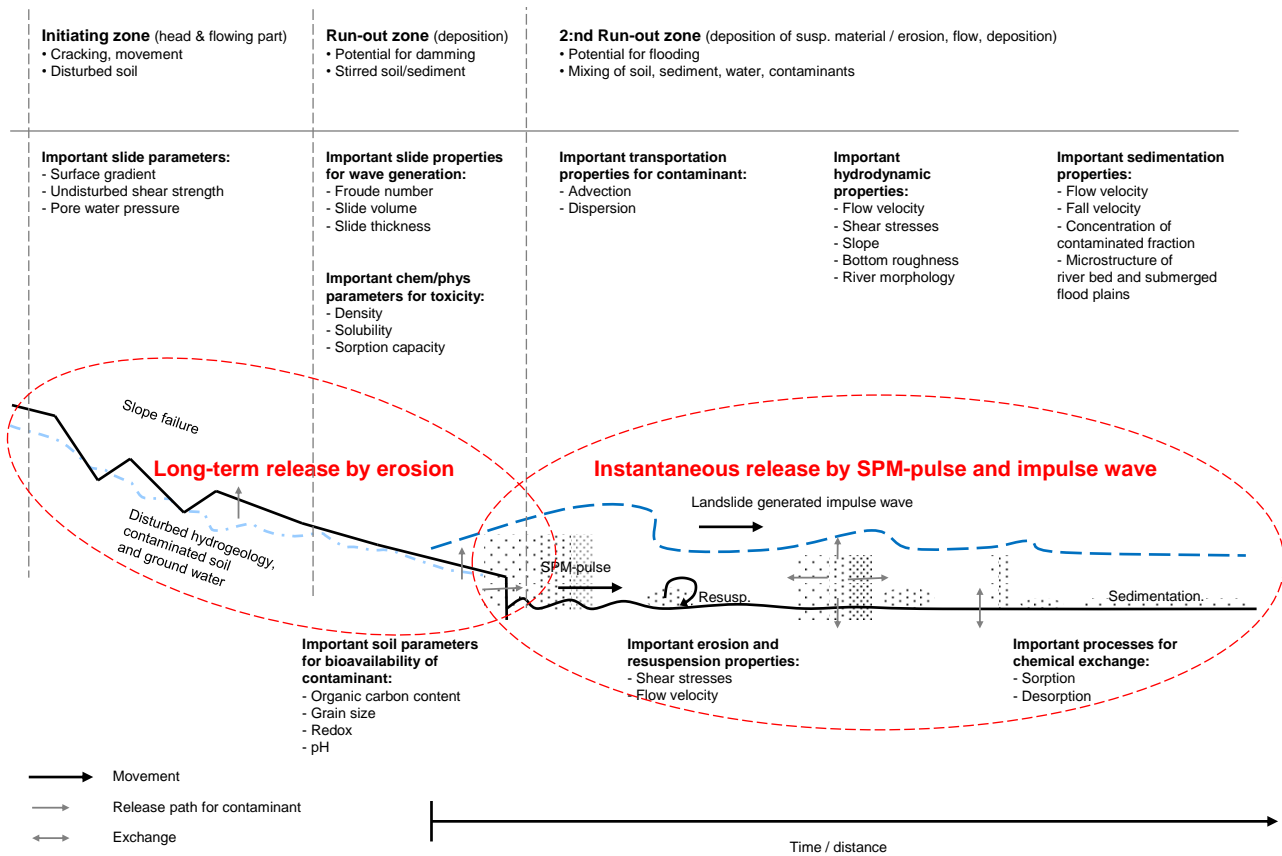 Initiating zone (head & flowing part)
• Cracking, movement
• Disturbed soil
Run-out zone (deposition)
• Potential for damming
• Stirred soil/sediment
2:nd Run-out zone (deposition of susp. material / erosion, flow, deposition)
• Potential for flooding
• Mixing of soil, sediment, water, contaminants
Important slide parameters:
- Surface gradient
- Undisturbed shear strength
- Pore water pressure
Important slide properties
for wave generation:
- Froude number
- Slide volume
- Slide thickness
Important chem/phys
parameters for toxicity:
- Density
- Solubility
- Sorption capacity
Important transportation
properties for contaminant:
- Advection
- Dispersion
Important
hydrodynamic
properties:
- Flow velocity
- Shear stresses
- Slope
- Bottom roughness
- River morphology
Important sedimentation
properties:
- Flow velocity
- Fall velocity
- Concentration of
contaminated fraction
- Microstructure of
river bed and submerged
flood plains
Slope failure
Long-term release by erosion
Disturbed hydrogeology,
contaminated soil
and ground water
Instantaneous release by SPM-pulse and impulse wave
Landslide generated impulse wave
SPM-pulse
Resusp.
Sedimentation.
Important soil parameters
for bioavailability of
contaminant:
- Organic carbon content
- Grain size
- Redox
- pH
Important erosion and
resuspension properties:
- Shear stresses
- Flow velocity
Important processes for
chemical exchange:
- Sorption
- Desorption
Movement
Release path for contaminant
Exchange
Time / distance